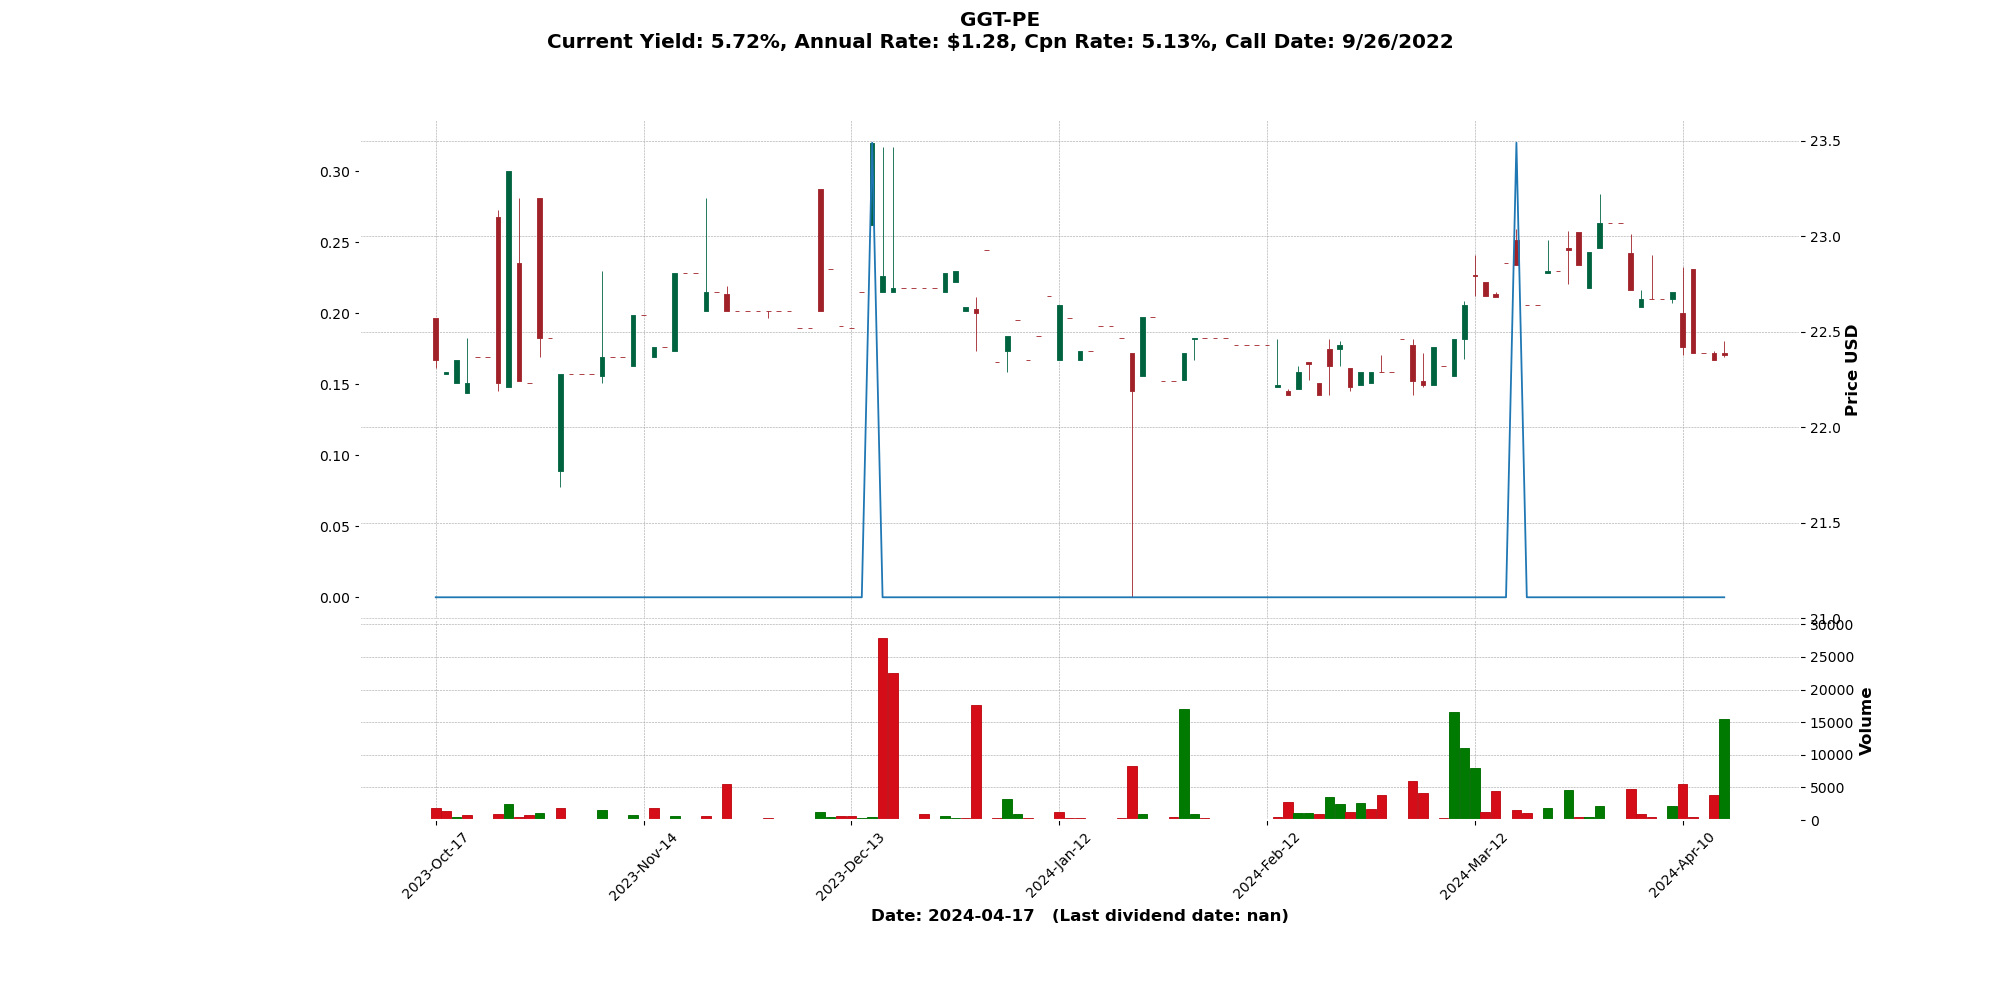 GGT-PE
Current Yield: 5.72%, Annual Rate: $1.28, Cpn Rate: 5.13%, Call Date: 9/26/2022
0.30
0.25
0.20
0.15
0.10
0.05
0.00
23.5
23.0
22.5
22.0
21.5
21.0
Price USD
30000
25000
20000
15000
10000
5000
0
Volume
2023-Oct-17
2023-Nov-14
2023-Dec-13
2024-Jan-12
2024-Feb-12
2024-Mar-12
2024-Apr-10
Date: 2024-04-17 (Last dividend date: nan)